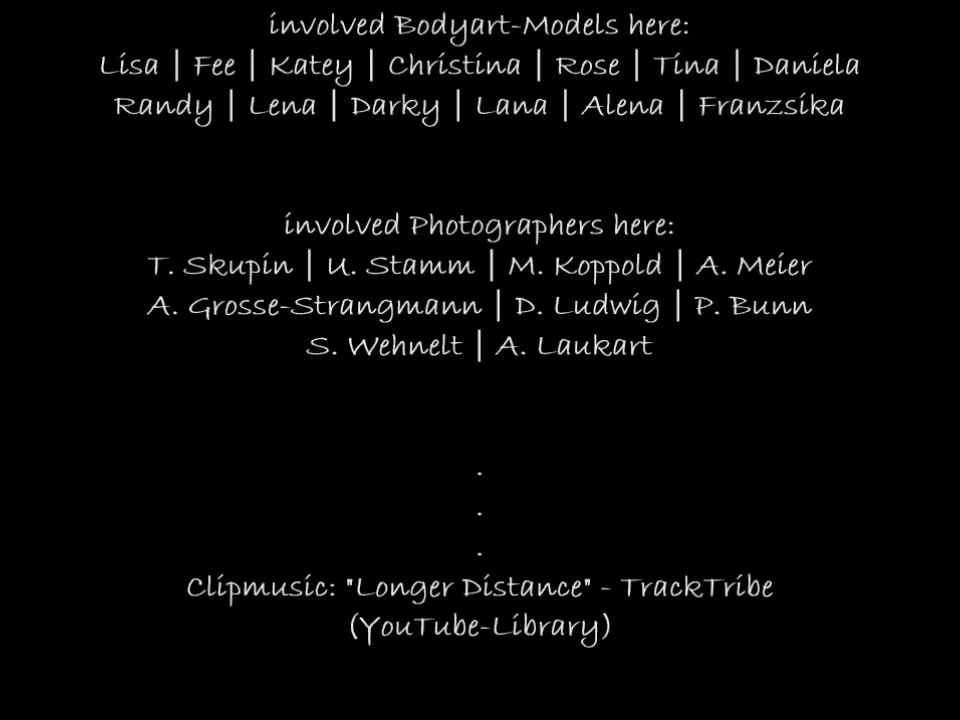 involved Bodyart-Models here:
Lisa | Fee | Katey | Christina | Rose | Tina | Daniela
Randy | Lena | Darky | Lana | Alena | Franzsika
involved Photographers here:
T. Skupin | U. Stamm | M. Koppold | A. Meier
A. Grosse-Strangmann | D. Ludwig | P. Bunn
S. Wehnelt | A. Laukart
.
.
.
Clipmusic: "Longer Distance" - TrackTribe
(YouTube-Library)